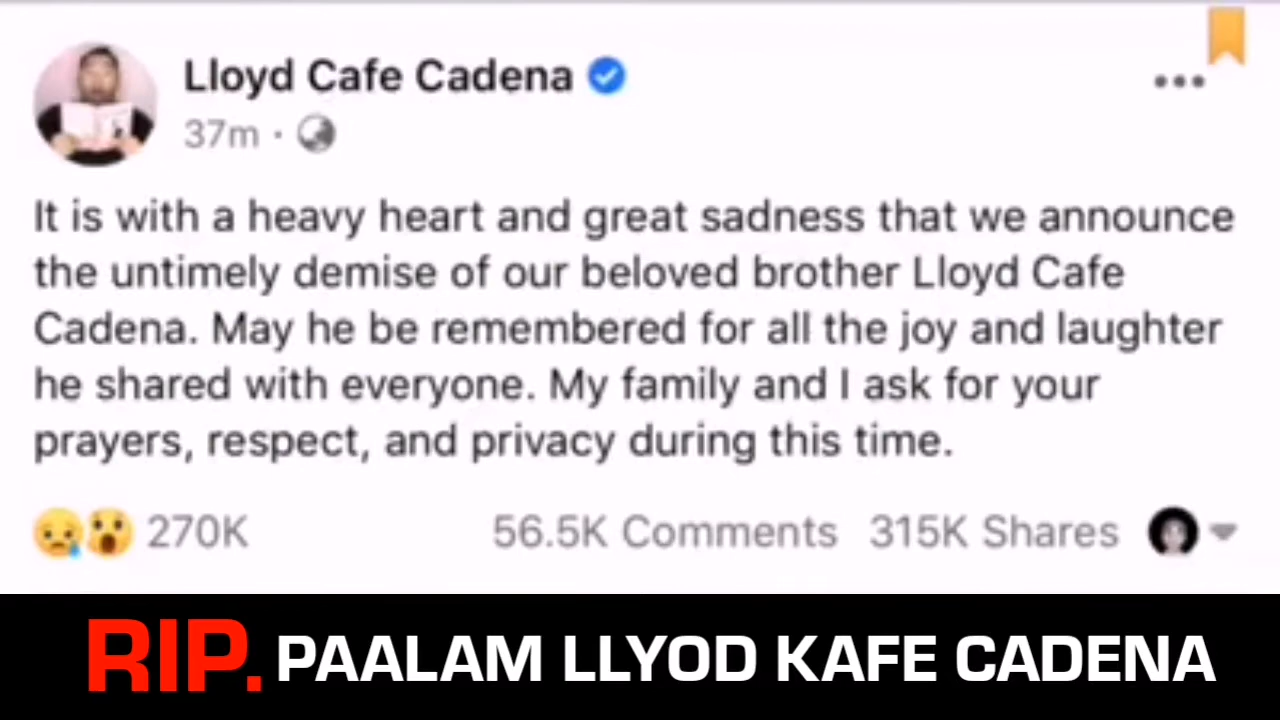 Lloyd Cafe Cadena
37m ·
It is with a heavy heart and great sadness that we announce
the untimely demise of our beloved brother Lloyd Cafe
Cadena. May he be remembered for all the joy and laughter
he shared with everyone. My family and I ask for your
prayers, respect, and privacy during this time.
270K 56.5K Comments 315K Shares
RIP. PAALAM LLYOD KAFE CADENA